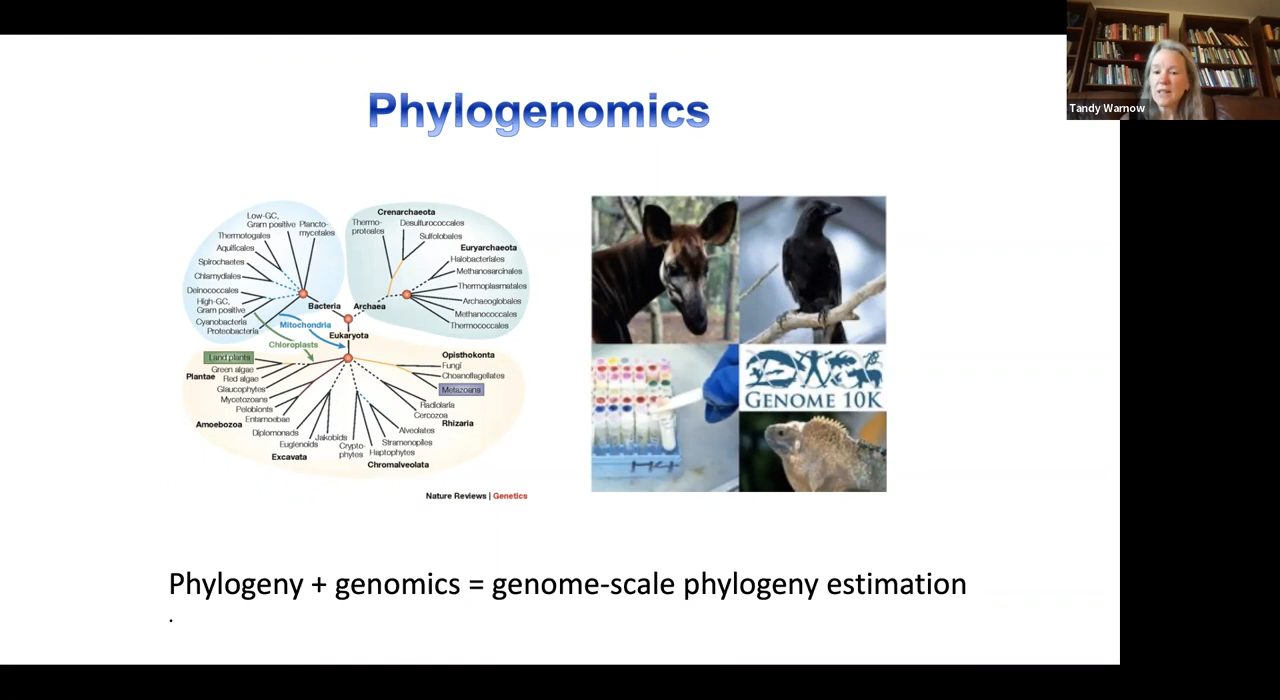 Tandy Warnow
Phylogenomics
Low-GC,
Gram positive
Plancto-
mycetales
Thermotogales
Aquificales
Spirochaetes
Chlamydiales
Deinococcales
High-GC,
Gram positive
Cyanobacteria
Proteobacteria
Bacteria
Crenarchaeota
Thermo-
proteales
Desulfurococcales
Sulfolobales
Euryarchaeota
Halobacteriales
Methanosarcinales
Thermoplasmatales
Archaeoglobales
Methanococcales
Thermococcales
Archaea
Mitochondria
Eukaryota
Chloroplasts
Land plants
Green algae
Plantae
Red algae
Glaucophytes
Mycetozoans
Pelobionts
Entamoebae
Amoebozoa
Diplomonads
Euglenoids
Excavata
Jakobids
Crypto-
phytes
Haptophytes
Stramenopiles
Alveolates
Chromalveolata
Opisthokonta
Fungi
Choanoflagellates
Metazoans
Radiolaria
Cercozoa
Rhizaria
Nature Reviews | Genetics
GENOME 10K
Phylogeny + genomics = genome-scale phylogeny estimation
.